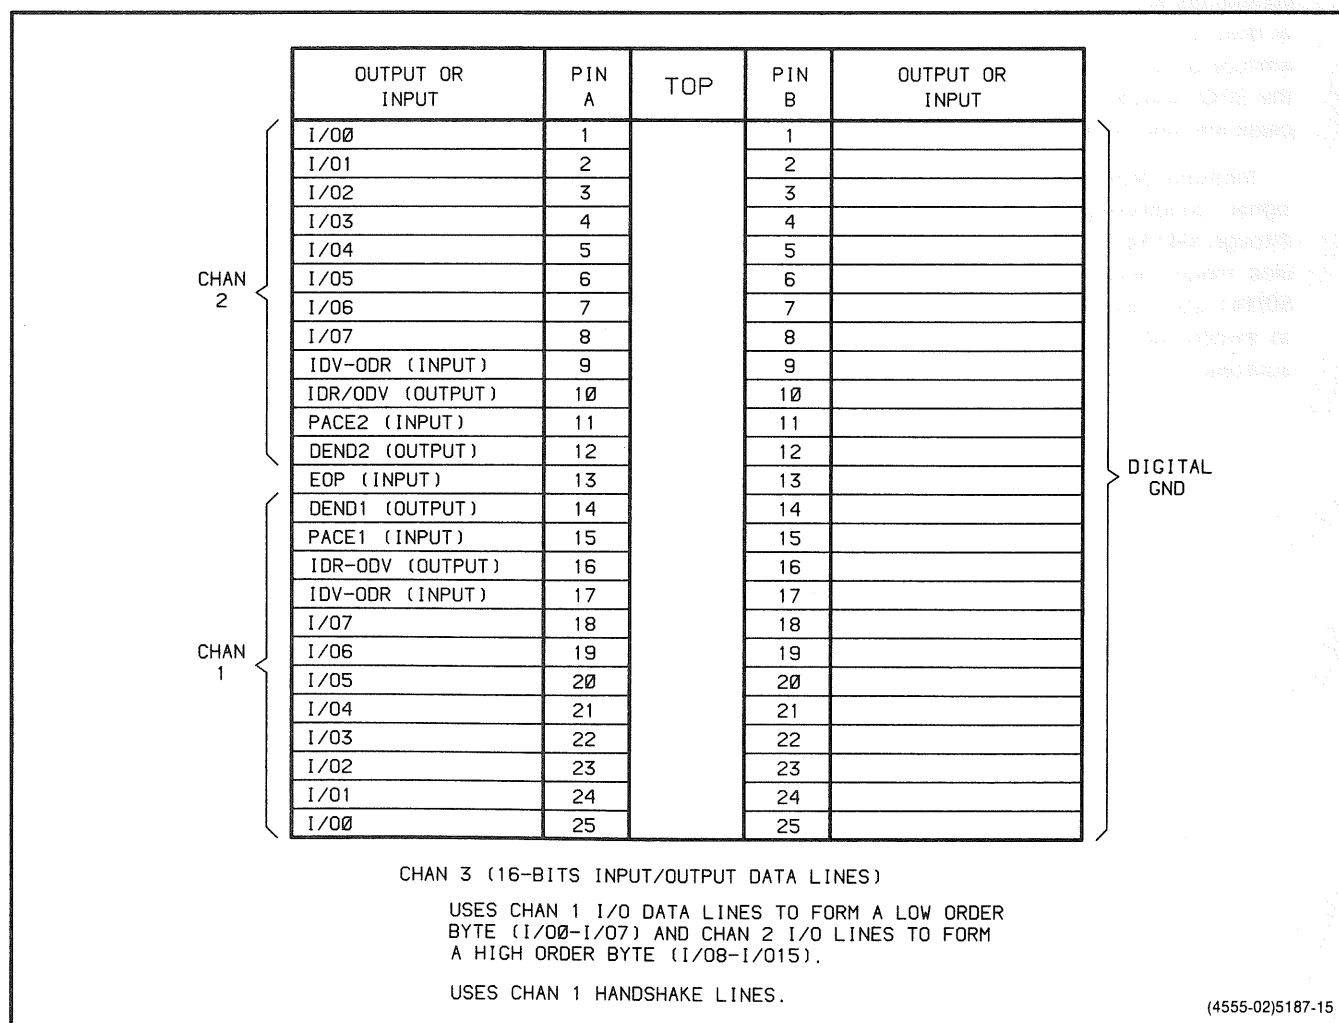 OUTPUT OR INPUT PIN A TOP PIN B OUTPUT OR INPUT
I/OØ 1 1
I/O1 2 2
I/O2 3 3
I/O3 4 4
I/O4 5 5
I/O5 6 6
I/O6 7 7
I/O7 8 8
IDV-ODR (INPUT) 9 9
IDR/ODV (OUTPUT) 1Ø 1Ø
PACE2 (INPUT) 11 11
DEND2 (OUTPUT) 12 12
EOP (INPUT) 13 13
DEND1 (OUTPUT) 14 14
PACE1 (INPUT) 15 15
IDR-ODV (OUTPUT) 16 16
IDV-ODR (INPUT) 17 17
I/O7 18 18
I/O6 19 19
I/O5 2Ø 2Ø
I/O4 21 21
I/O3 22 22
I/O2 23 23
I/O1 24 24
I/OØ 25 25
CHAN
2
CHAN
1
DIGITAL
GND
CHAN 3 (16-BITS INPUT/OUTPUT DATA LINES)
USES CHAN 1 I/O DATA LINES TO FORM A LOW ORDER
BYTE (I/OØ-I/O7) AND CHAN 2 I/O LINES TO FORM
A HIGH ORDER BYTE (I/O8-I/O15).
USES CHAN 1 HANDSHAKE LINES.
(4555-02)5187-15